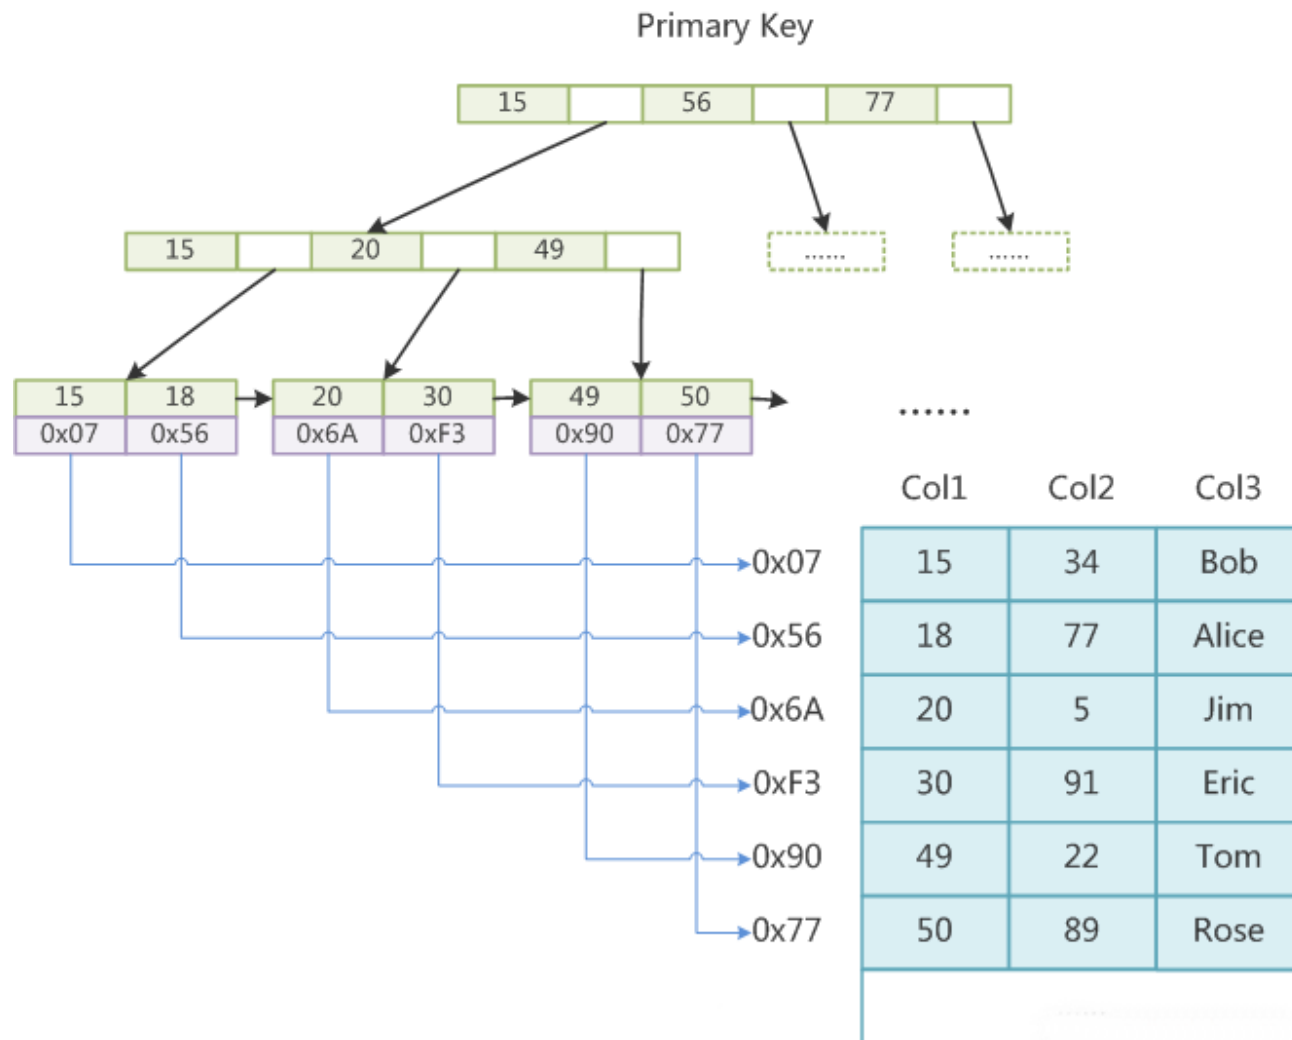 Primary Key
15 56 77
15 20 49 ...... ......
15 18 20 30 49 50
0x07 0x56 0x6A 0xF3 0x90 0x77
......
Col1 Col2 Col3
0x07 15 34 Bob
0x56 18 77 Alice
0x6A 20 5 Jim
0xF3 30 91 Eric
0x90 49 22 Tom
0x77 50 89 Rose
......